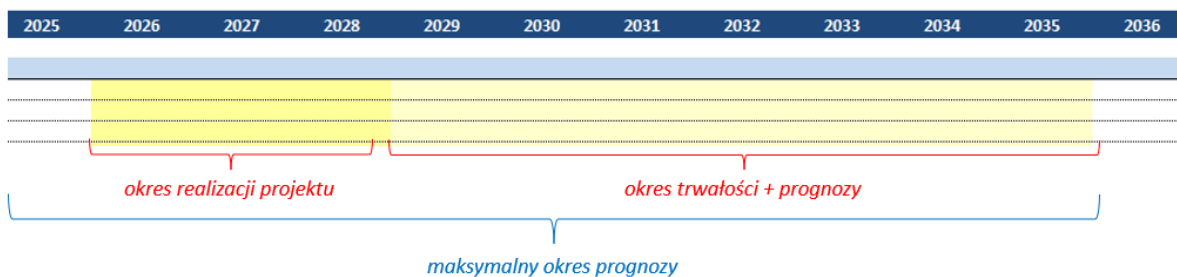 2025 2026 2027 2028 2029 2030 2031 2032 2033 2034 2035 2036
okres realizacji projektu okres trwałości + prognozy
maksymalny okres prognozy